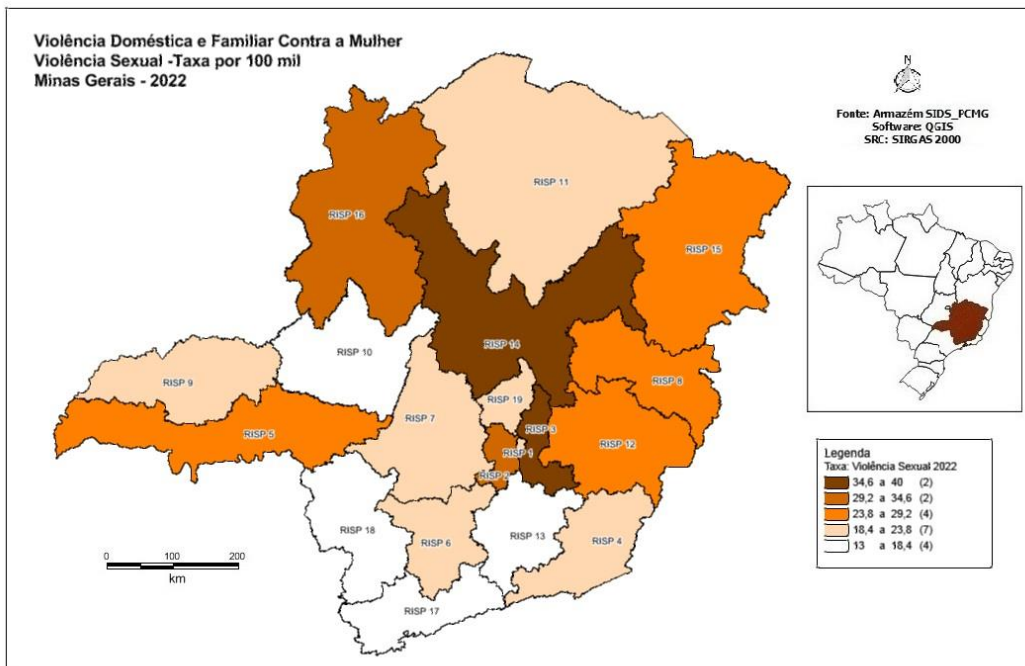 Violência Doméstica e Familiar Contra a Mulher
Violência Sexual -Taxa por 100 mil
Minas Gerais - 2022
N
Fonte: Armazém SIDS_PCMG
Software: QGIS
SRC: SIRGAS 2000
RISP 11
RISP 16
RISP 15
RISP 14
RISP 10
RISP 9
RISP 8
RISP 19
RISP 7
RISP 3
RISP 5
RISP 12
RISP 1
RISP 2
RISP 18
RISP 13
RISP 6
RISP 4
RISP 17
0 100 200
km
Legenda
Taxa: Violência Sexual 2022
34,6 a 40 (2)
29,2 a 34,6 (2)
23,8 a 29,2 (4)
18,4 a 23,8 (7)
13 a 18,4 (4)